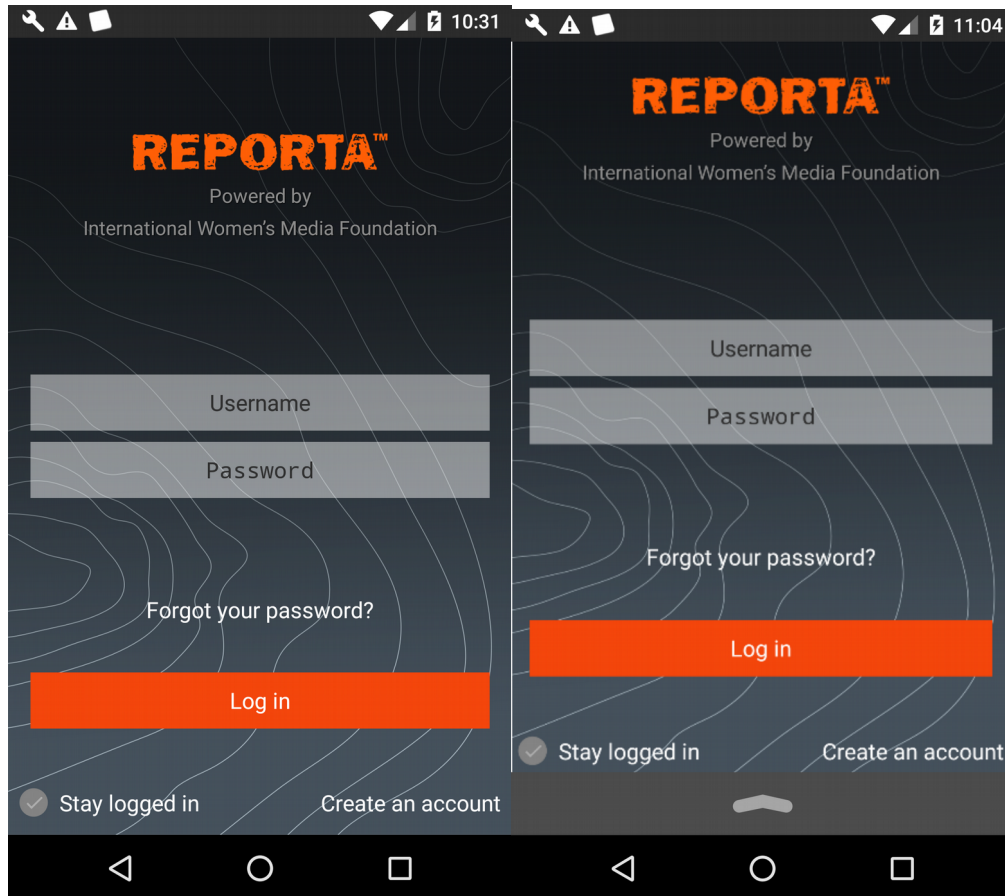 10:31
REPORTA™
Powered by
International Women's Media Foundation
Username
Password
Forgot your password?
Log in
Stay logged in
Create an account
11:04
REPORTA™
Powered by
International Women's Media Foundation
Username
Password
Forgot your password?
Log in
Stay logged in
Create an account